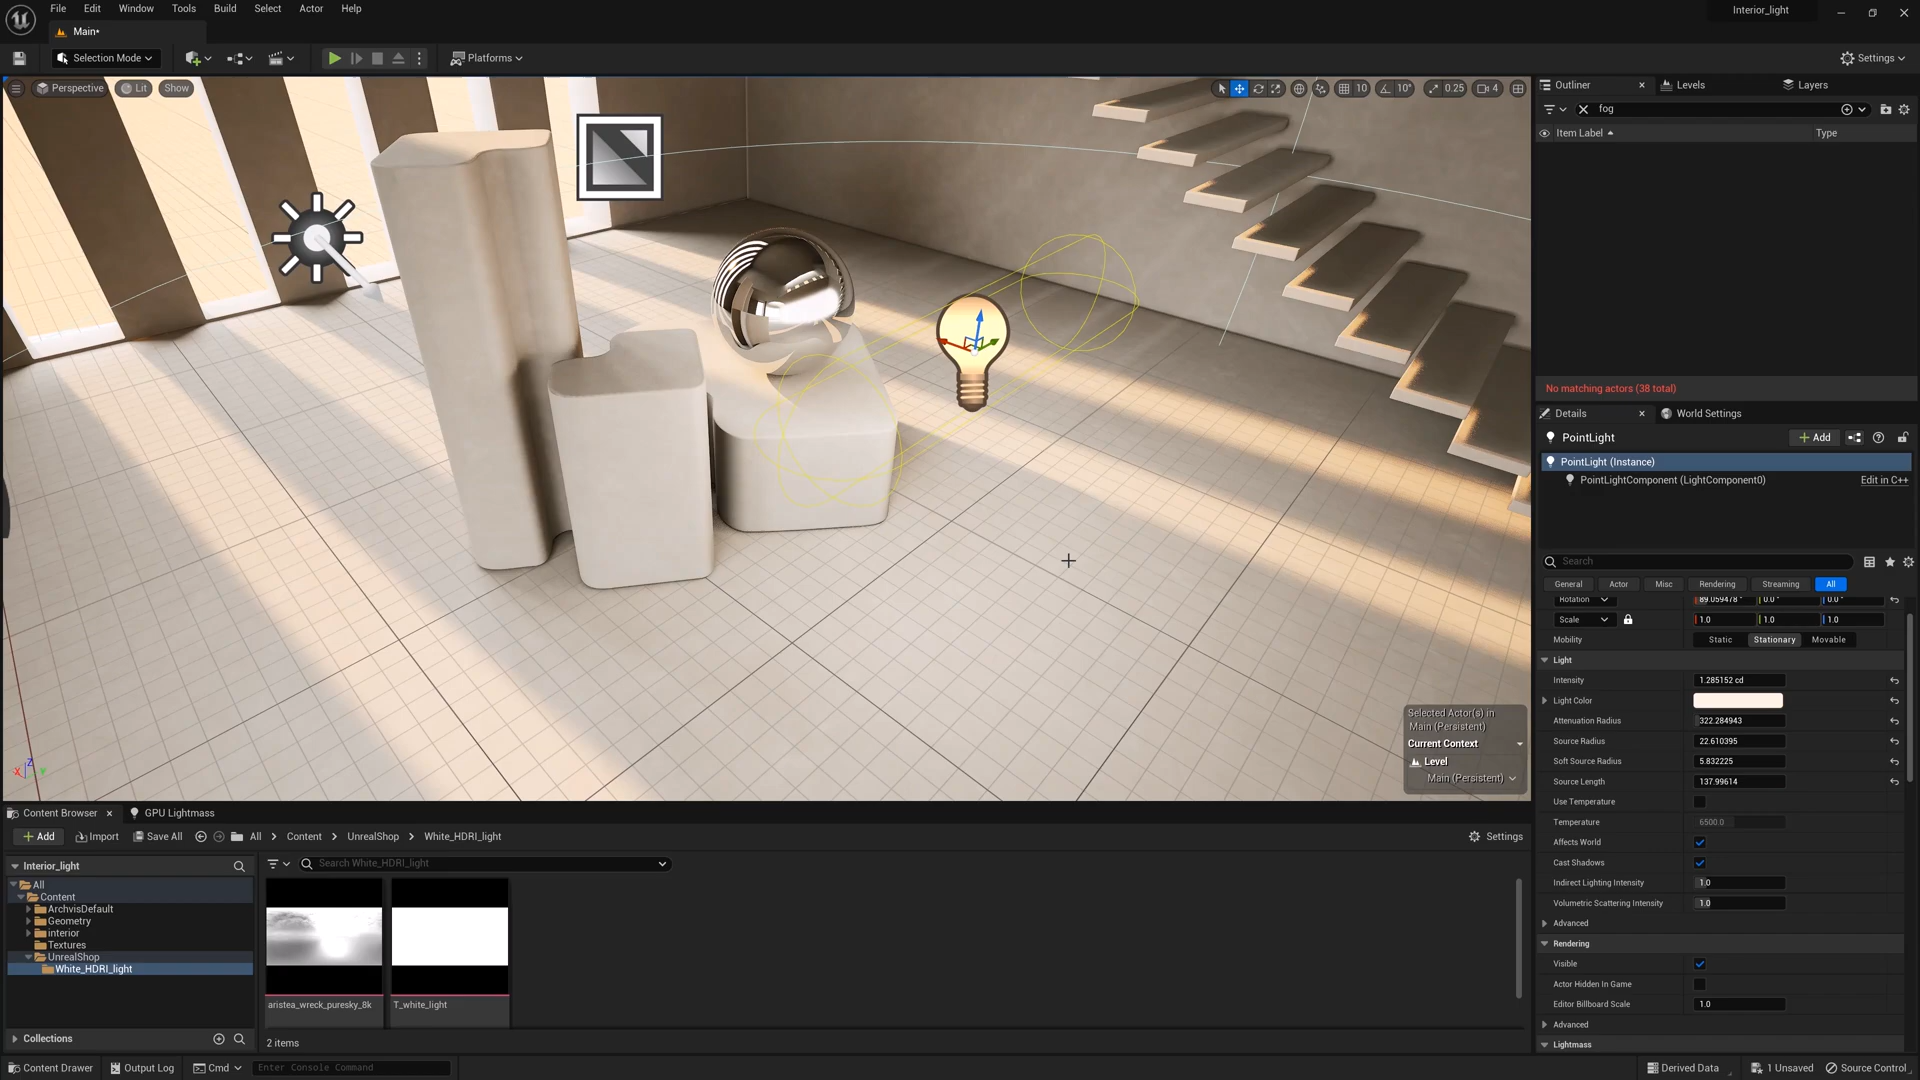 File Edit Window Tools Build Select Actor Help
Interior_light
Main*
Selection Mode
Platforms
Settings
Perspective Lit Show
10 10° 0.25 4
Selected Actor(s) in
Main (Persistent)
Current Context
Level
Main (Persistent)
Outliner Levels Layers
fog
Item Label Type
No matching actors (38 total)
Details World Settings
PointLight
Add
PointLight (Instance)
PointLightComponent (LightComponent0) Edit in C++
Search
General Actor Misc Rendering Streaming All
Rotation 89.059478 ° 0.0 ° 0.0 °
Scale 1.0 1.0 1.0
Mobility Static Stationary Movable
Light
Intensity 1.285152 cd
Light Color
Attenuation Radius 322.284943
Source Radius 22.610395
Soft Source Radius 5.832225
Source Length 137.99614
Use Temperature
Temperature 6500.0
Affects World
Cast Shadows
Indirect Lighting Intensity 1.0
Volumetric Scattering Intensity 1.0
Advanced
Rendering
Visible
Actor Hidden In Game
Editor Billboard Scale 1.0
Advanced
Lightmass
Content Browser GPU Lightmass
Add Import Save All All Content UnrealShop White_HDRI_light Settings
Interior_light
Search White_HDRI_light
All
Content
ArchvisDefault
Geometry
interior
Textures
UnrealShop
White_HDRI_light
aristea_wreck_puresky_8k
T_white_light
Collections
2 items
Content Drawer Output Log Cmd Enter Console Command
Derived Data 1 Unsaved Source Control
X Z Y